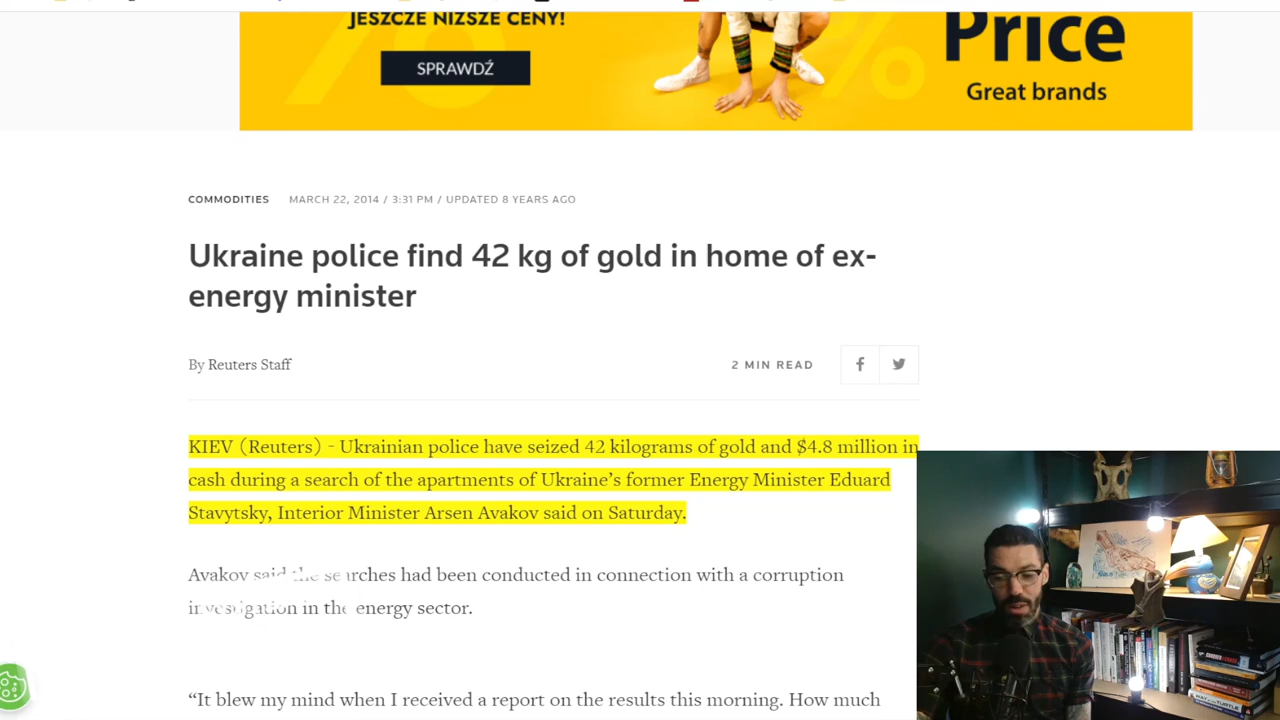 JESZCZE NIŻSZE CENY!
SPRAWDŹ
Price
Great brands
COMMODITIES MARCH 22, 2014 / 3:31 PM / UPDATED 8 YEARS AGO
Ukraine police find 42 kg of gold in home of ex-
energy minister
By Reuters Staff
2 MIN READ
KIEV (Reuters) - Ukrainian police have seized 42 kilograms of gold and $4.8 million in
cash during a search of the apartments of Ukraine’s former Energy Minister Eduard
Stavytsky, Interior Minister Arsen Avakov said on Saturday.
Avakov said the searches had been conducted in connection with a corruption
investigation in the energy sector.
“It blew my mind when I received a report on the results this morning. How much